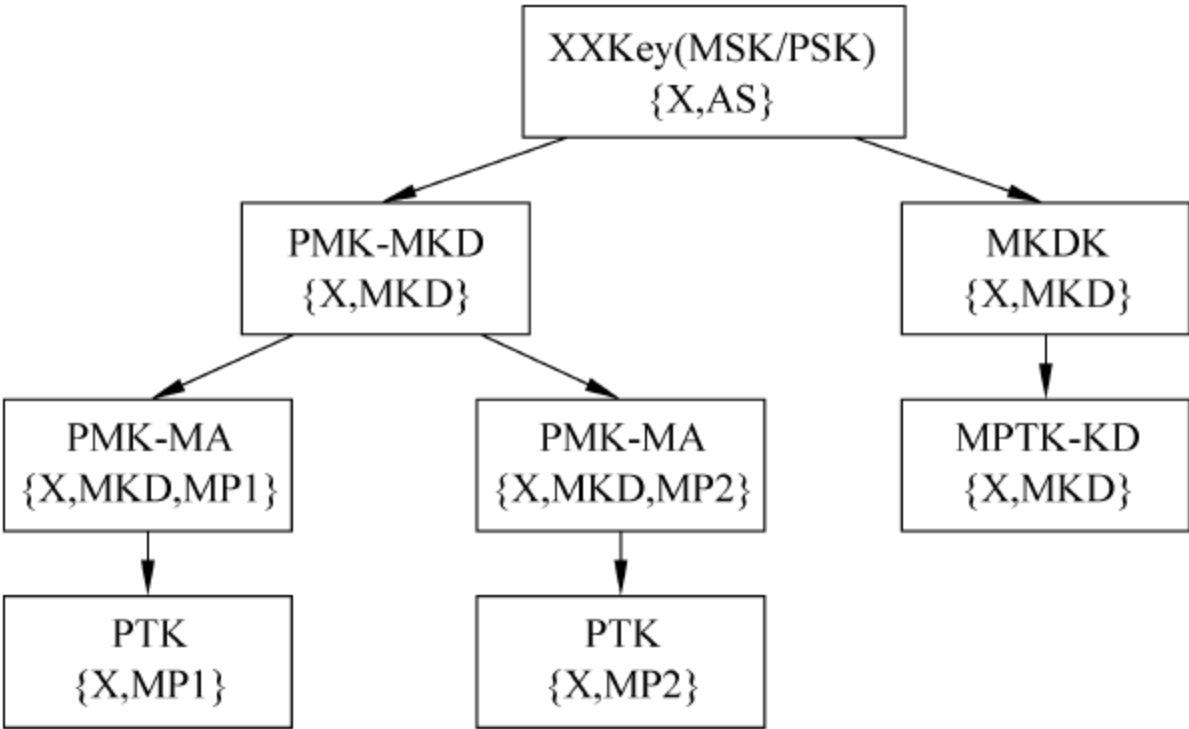 XXKey(MSK/PSK)
{X,AS}
PMK-MKD
{X,MKD}
MKDK
{X,MKD}
PMK-MA
{X,MKD,MP1}
PMK-MA
{X,MKD,MP2}
MPTK-KD
{X,MKD}
PTK
{X,MP1}
PTK
{X,MP2}